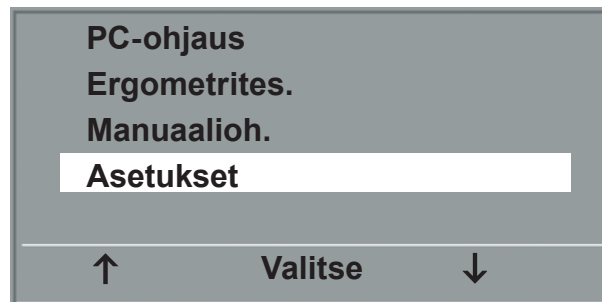 PC-ohjaus
Ergometrites.
Manuaalioh.
Asetukset
↑ Valitse ↓